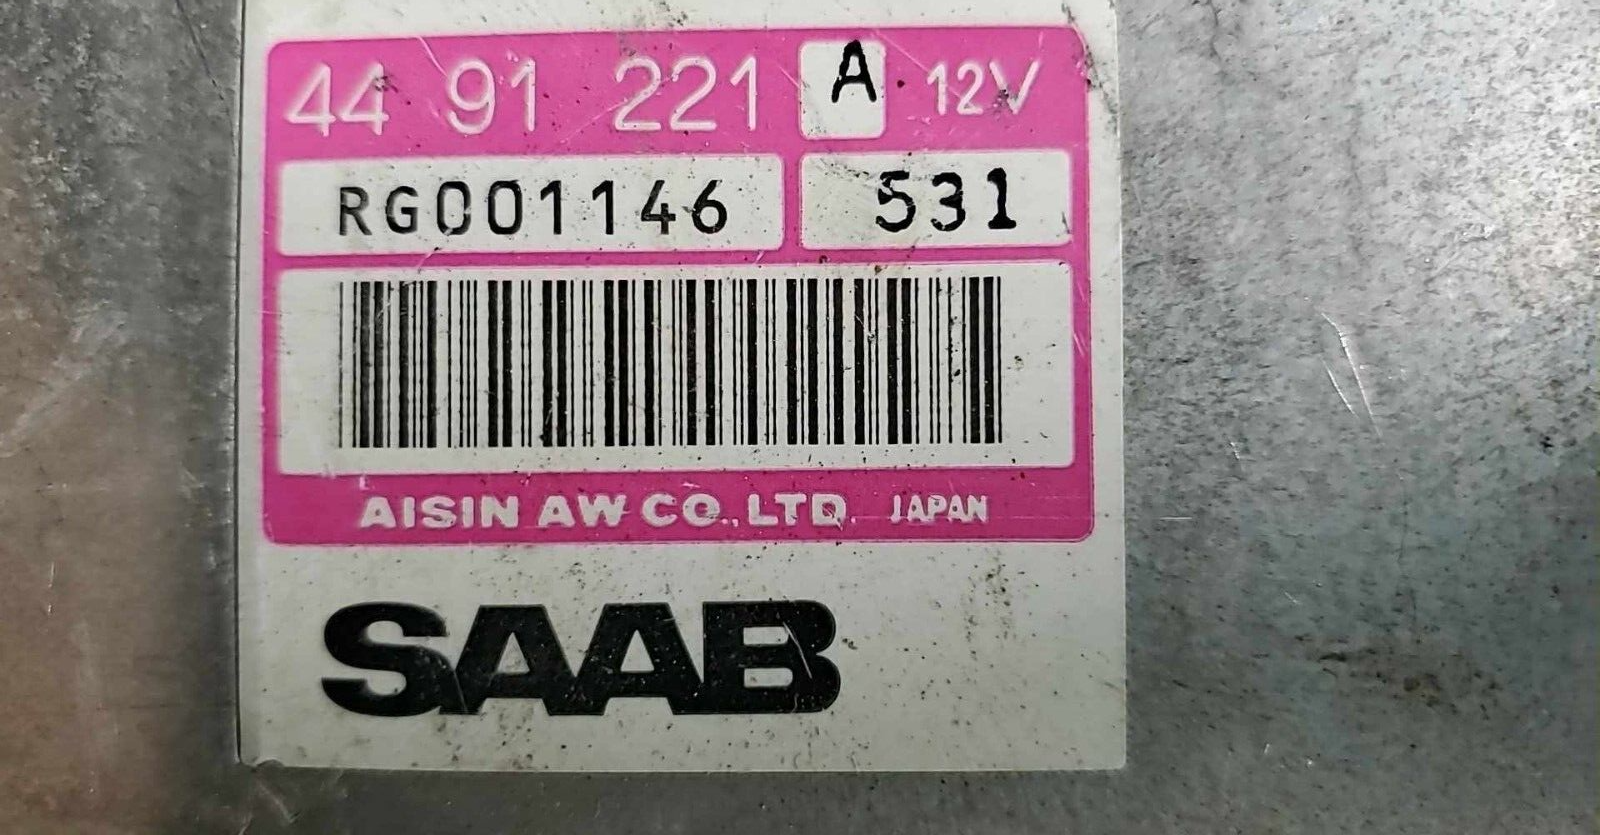 44 91 221 A 12V
RG001146 531
AISIN AW CO., LTD. JAPAN
SAAB